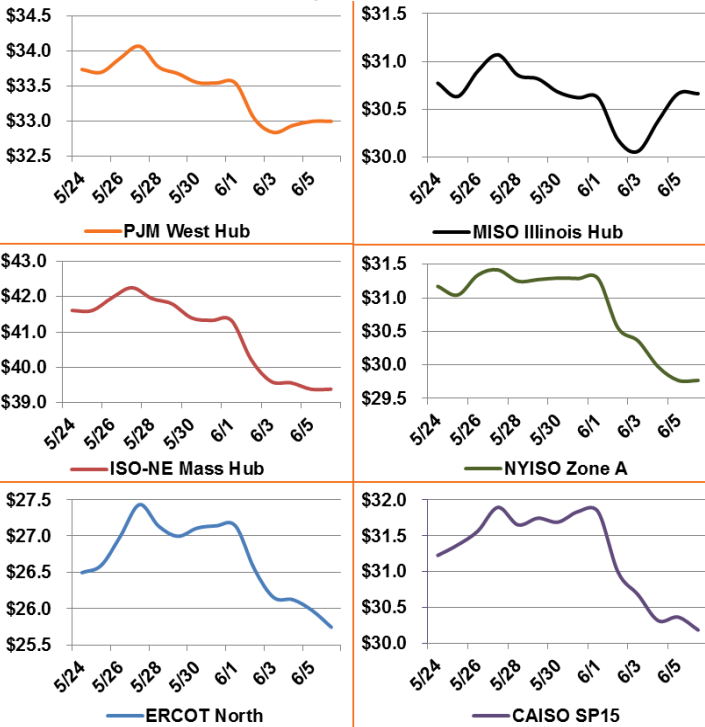 $34.5
$34.0
$33.5
$33.0
$32.5
5/24 5/26 5/28 5/30 6/1 6/3 6/5
PJM West Hub
$31.5
$31.0
$30.5
$30.0
5/24 5/26 5/28 5/30 6/1 6/3 6/5
MISO Illinois Hub
$43.0
$42.0
$41.0
$40.0
$39.0
5/24 5/26 5/28 5/30 6/1 6/3 6/5
ISO-NE Mass Hub
$31.5
$31.0
$30.5
$30.0
$29.5
5/24 5/26 5/28 5/30 6/1 6/3 6/5
NYISO Zone A
$27.5
$27.0
$26.5
$26.0
$25.5
5/24 5/26 5/28 5/30 6/1 6/3 6/5
ERCOT North
$32.0
$31.5
$31.0
$30.5
$30.0
5/24 5/26 5/28 5/30 6/1 6/3 6/5
CAISO SP15